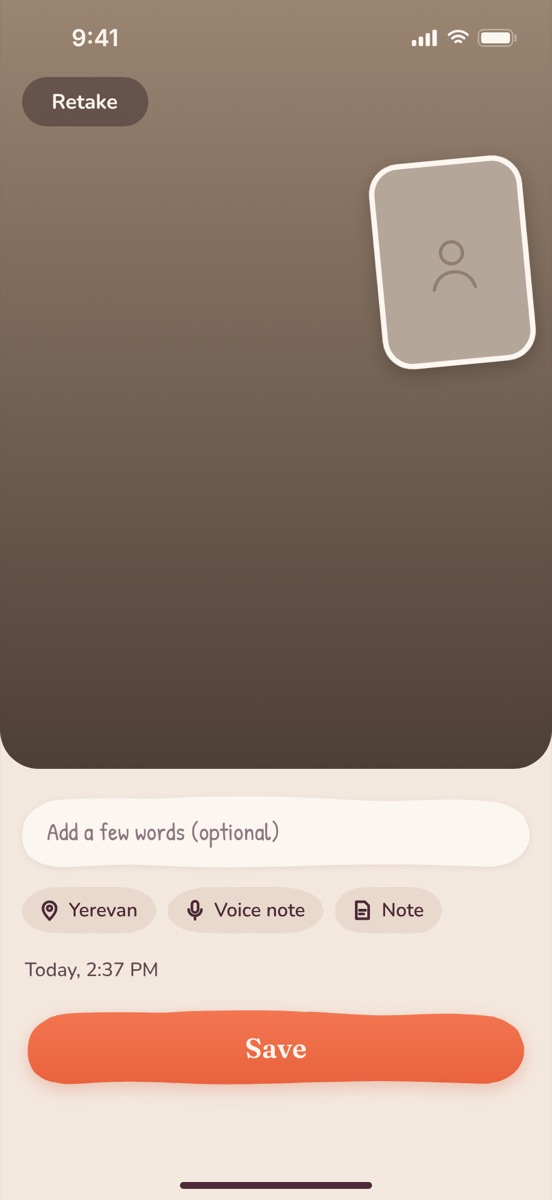 9:41
Retake
Add a few words (optional)
Yerevan Voice note Note
Today, 2:37 PM
Save